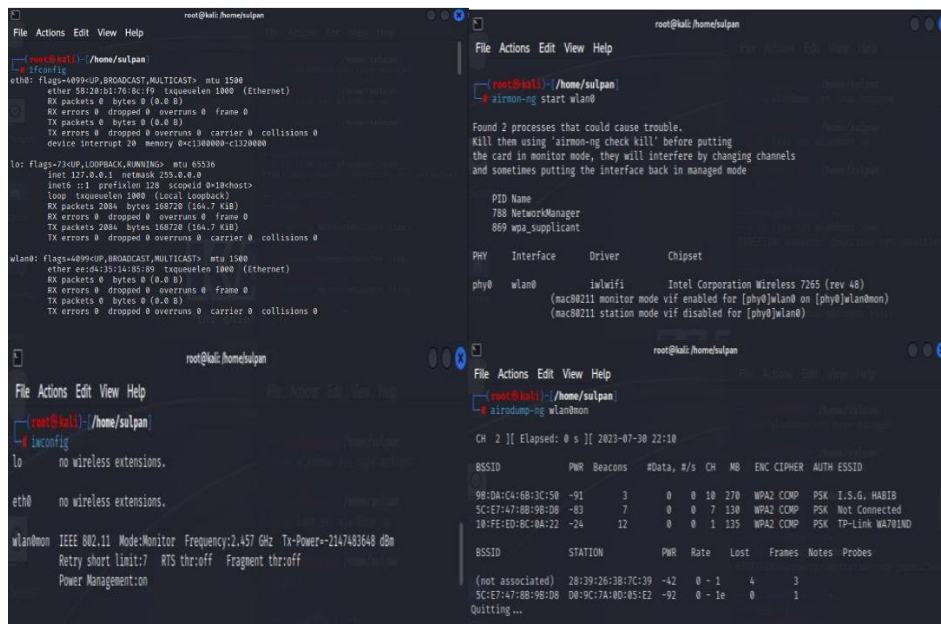 root@kali: /home/sulpan
File Actions Edit View Help
┌──(root㉿kali)-[/home/sulpan]
└─# ifconfig
eth0: flags=4099<UP,BROADCAST,MULTICAST> mtu 1500
ether 58:20:b1:76:8c:f9 txqueuelen 1000 (Ethernet)
RX packets 0 bytes 0 (0.0 B)
RX errors 0 dropped 0 overruns 0 frame 0
TX packets 0 bytes 0 (0.0 B)
TX errors 0 dropped 0 overruns 0 carrier 0 collisions 0
device interrupt 20 memory 0×c1300000-c1320000
lo: flags=73<UP,LOOPBACK,RUNNING> mtu 65536
inet 127.0.0.1 netmask 255.0.0.0
inet6 ::1 prefixlen 128 scopeid 0×10<host>
loop txqueuelen 1000 (Local Loopback)
RX packets 2084 bytes 168720 (164.7 KiB)
RX errors 0 dropped 0 overruns 0 frame 0
TX packets 2084 bytes 168720 (164.7 KiB)
TX errors 0 dropped 0 overruns 0 carrier 0 collisions 0
wlan0: flags=4099<UP,BROADCAST,MULTICAST> mtu 1500
ether ee:d4:35:14:85:89 txqueuelen 1000 (Ethernet)
RX packets 0 bytes 0 (0.0 B)
RX errors 0 dropped 0 overruns 0 frame 0
TX packets 0 bytes 0 (0.0 B)
TX errors 0 dropped 0 overruns 0 carrier 0 collisions 0
root@kali: /home/sulpan
File Actions Edit View Help
┌──(root㉿kali)-[/home/sulpan]
└─# airmon-ng start wlan0
Found 2 processes that could cause trouble.
Kill them using 'airmon-ng check kill' before putting
the card in monitor mode, they will interfere by changing channels
and sometimes putting the interface back in managed mode
PID Name
788 NetworkManager
869 wpa_supplicant
PHY Interface Driver Chipset
phy0 wlan0 iwlwifi Intel Corporation Wireless 7265 (rev 48)
(mac80211 monitor mode vif enabled for [phy0]wlan0 on [phy0]wlan0mon)
(mac80211 station mode vif disabled for [phy0]wlan0)
root@kali: /home/sulpan
File Actions Edit View Help
┌──(root㉿kali)-[/home/sulpan]
└─# iwconfig
lo no wireless extensions.
eth0 no wireless extensions.
wlan0mon IEEE 802.11 Mode:Monitor Frequency:2.457 GHz Tx-Power=-2147483648 dBm
Retry short limit:7 RTS thr:off Fragment thr:off
Power Management:on
root@kali: /home/sulpan
File Actions Edit View Help
┌──(root㉿kali)-[/home/sulpan]
└─# airodump-ng wlan0mon
CH 2 ][ Elapsed: 0 s ][ 2023-07-30 22:10
BSSID PWR Beacons #Data, #/s CH MB ENC CIPHER AUTH ESSID
98:DA:C4:6B:3C:50 -91 3 0 0 10 270 WPA2 CCMP PSK I.S.G. HABIB
5C:E7:47:8B:9B:D8 -83 7 0 0 7 130 WPA2 CCMP PSK Not Connected
10:FE:ED:BC:0A:22 -24 12 0 0 1 135 WPA2 CCMP PSK TP-Link WA701ND
BSSID STATION PWR Rate Lost Frames Notes Probes
(not associated) 28:39:26:3B:7C:39 -42 0 - 1 4 3
5C:E7:47:8B:9B:D8 D0:9C:7A:0D:05:E2 -92 0 - 1e 0 1
Quitting...